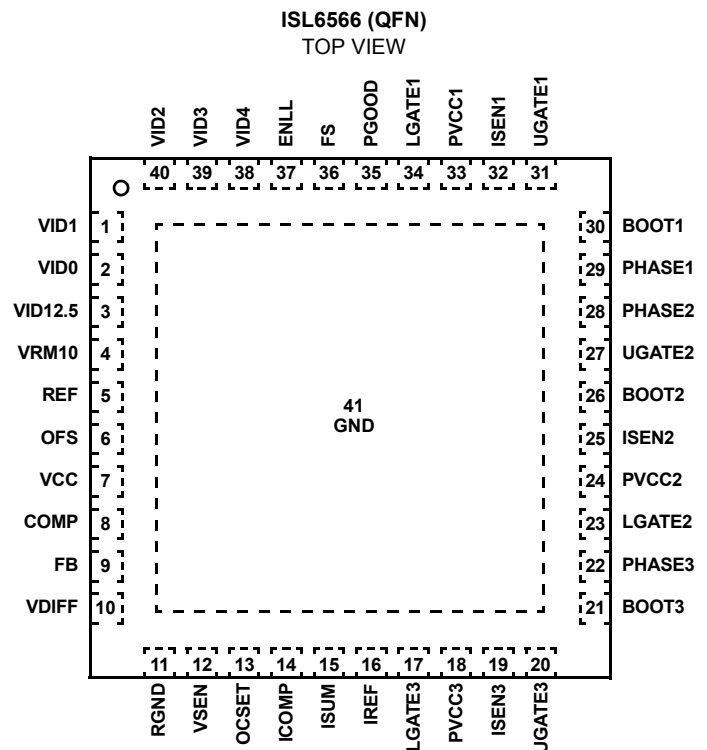 ISL6566 (QFN)
TOP VIEW
VID2
VID3
VID4
ENLL
FS
PGOOD
LGATE1
PVCC1
ISEN1
UGATE1
40 39 38 37 36 35 34 33 32 31
VID1 1
VID0 2
VID12.5 3
VRM10 4
REF 5
OFS 6
VCC 7
COMP 8
FB 9
VDIFF 10
41
GND
30 BOOT1
29 PHASE1
28 PHASE2
27 UGATE2
26 BOOT2
25 ISEN2
24 PVCC2
23 LGATE2
22 PHASE3
21 BOOT3
11 12 13 14 15 16 17 18 19 20
RGND
VSEN
OCSET
ICOMP
ISUM
IREF
LGATE3
PVCC3
ISEN3
UGATE3